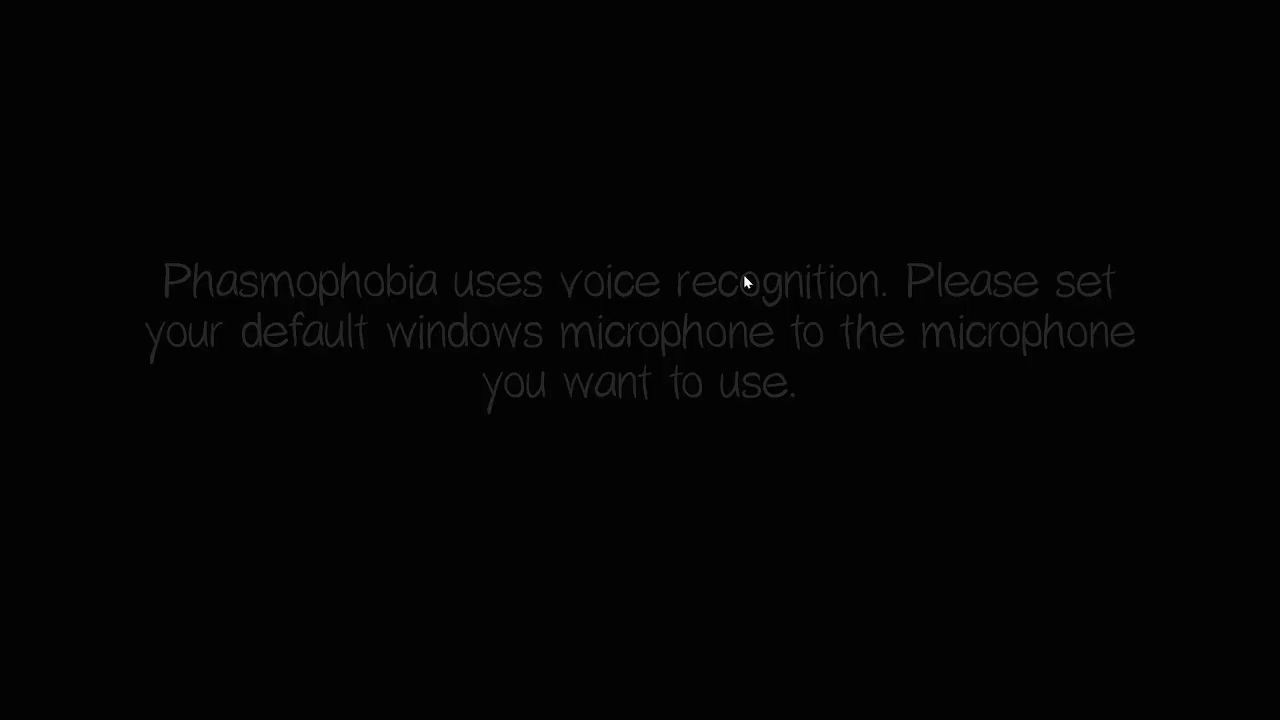 Phasmophobia uses voice recognition. Please set
your default windows microphone to the microphone
you want to use.